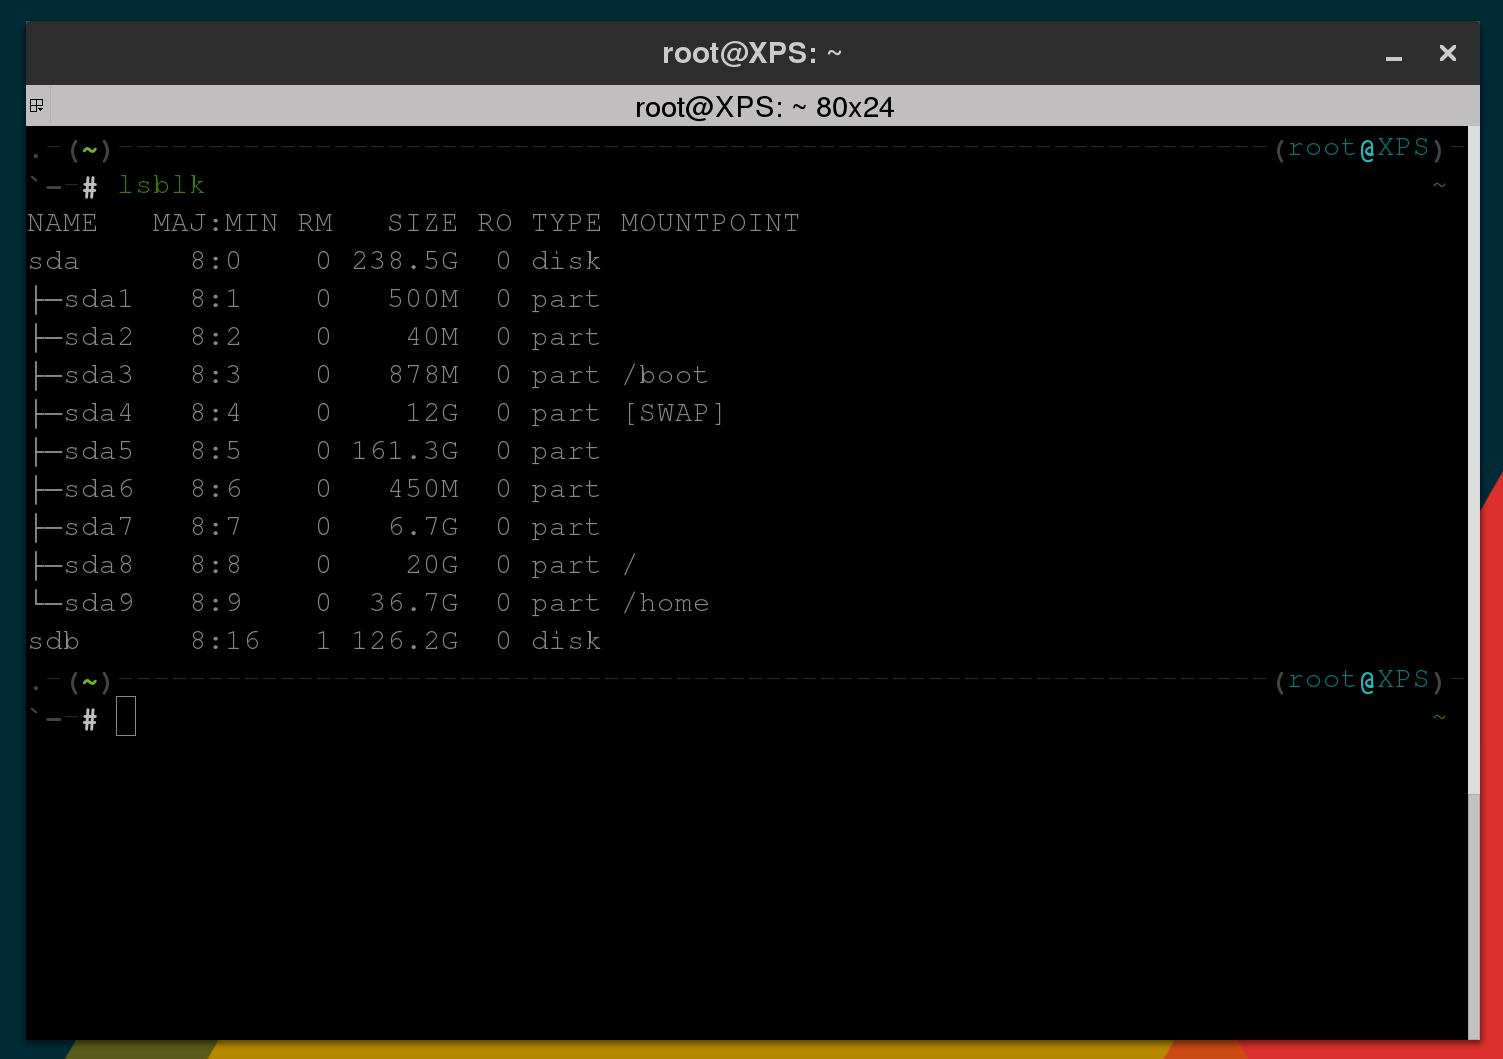 root@XPS: ~
root@XPS: ~ 80x24
.-(~)----------------------------------------------------------------(root@XPS)-
`--# lsblk ~
NAME   MAJ:MIN RM   SIZE RO TYPE MOUNTPOINT
sda      8:0    0 238.5G  0 disk
├─sda1   8:1    0   500M  0 part
├─sda2   8:2    0    40M  0 part
├─sda3   8:3    0   878M  0 part /boot
├─sda4   8:4    0    12G  0 part [SWAP]
├─sda5   8:5    0 161.3G  0 part
├─sda6   8:6    0   450M  0 part
├─sda7   8:7    0   6.7G  0 part
├─sda8   8:8    0    20G  0 part /
└─sda9   8:9    0  36.7G  0 part /home
sdb      8:16   1 126.2G  0 disk
.-(~)----------------------------------------------------------------(root@XPS)-
`--# ~